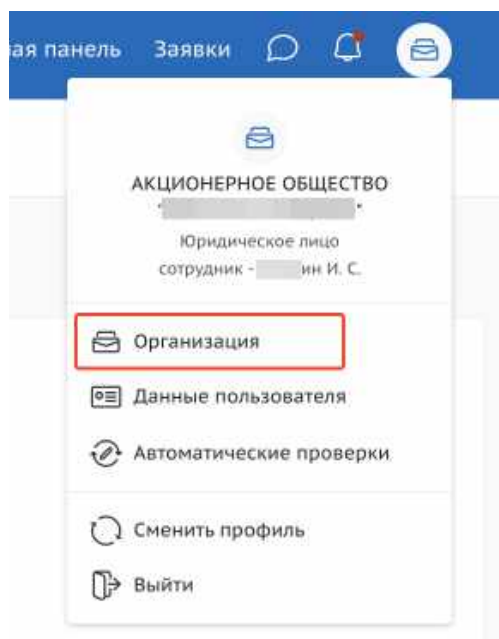 ая панель Заявки
АКЦИОНЕРНОЕ ОБЩЕСТВО
" "
Юридическое лицо
сотрудник - ин И. С.
Организация
Данные пользователя
Автоматические проверки
Сменить профиль
Выйти